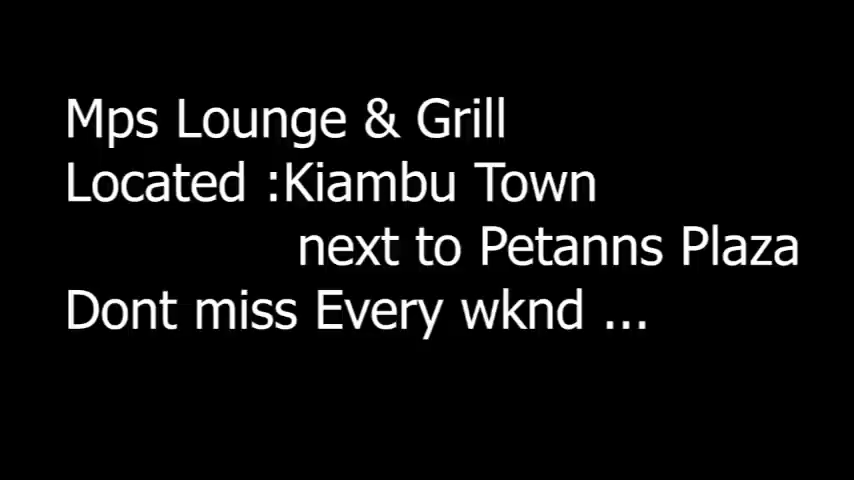 Mps Lounge & Grill
Located :Kiambu Town
next to Petanns Plaza
Dont miss Every wknd ...